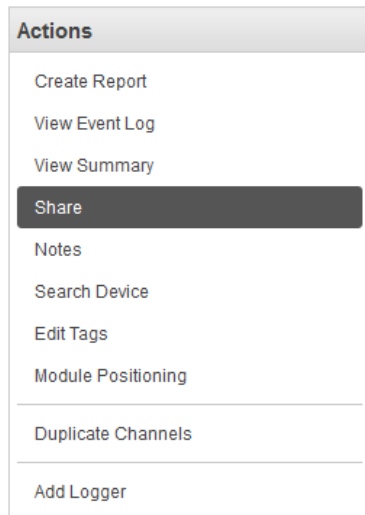 Actions
Create Report
View Event Log
View Summary
Share
Notes
Search Device
Edit Tags
Module Positioning
Duplicate Channels
Add Logger